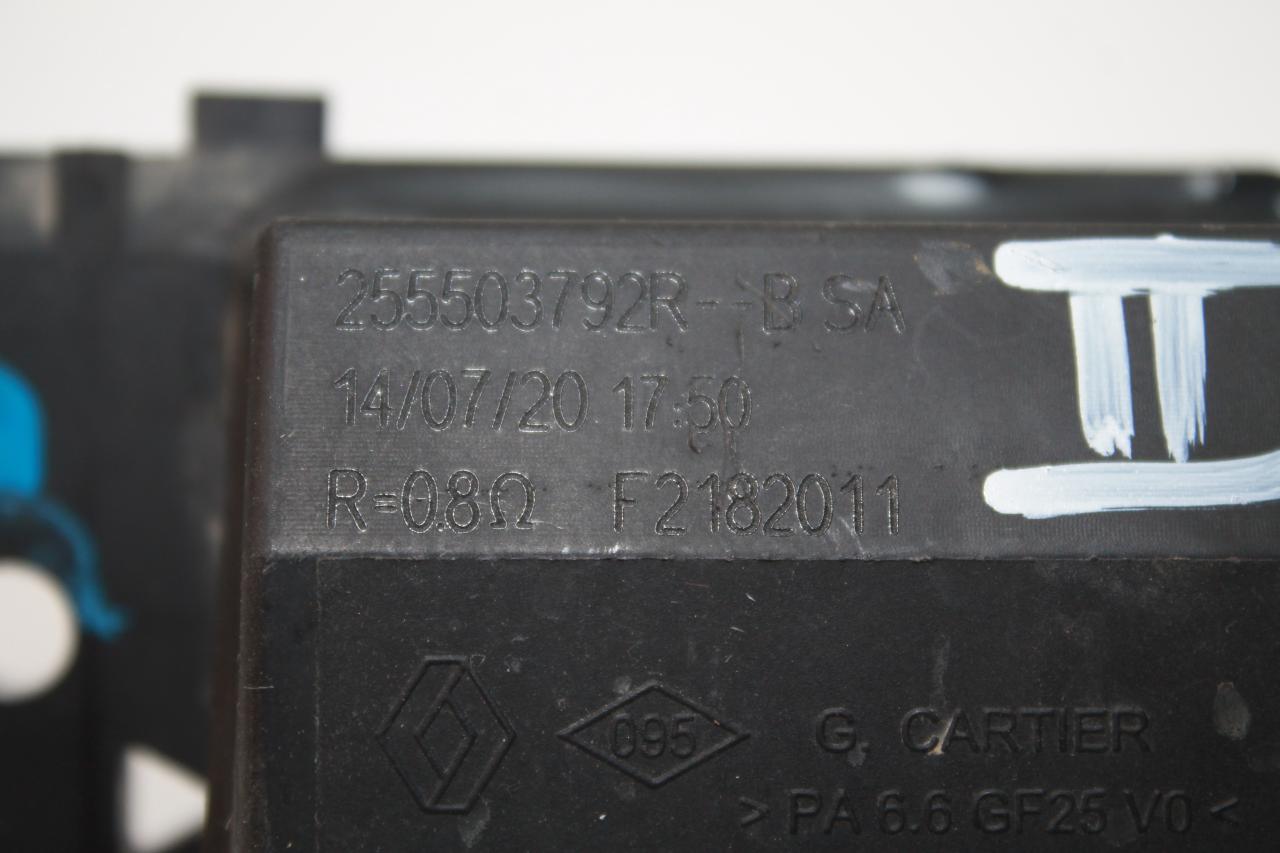 255503792R--B SA
14/07/20 17:50
R=0.8Ω F2182011
095 G. CARTIER
> PA 6.6 GF25 V0 <